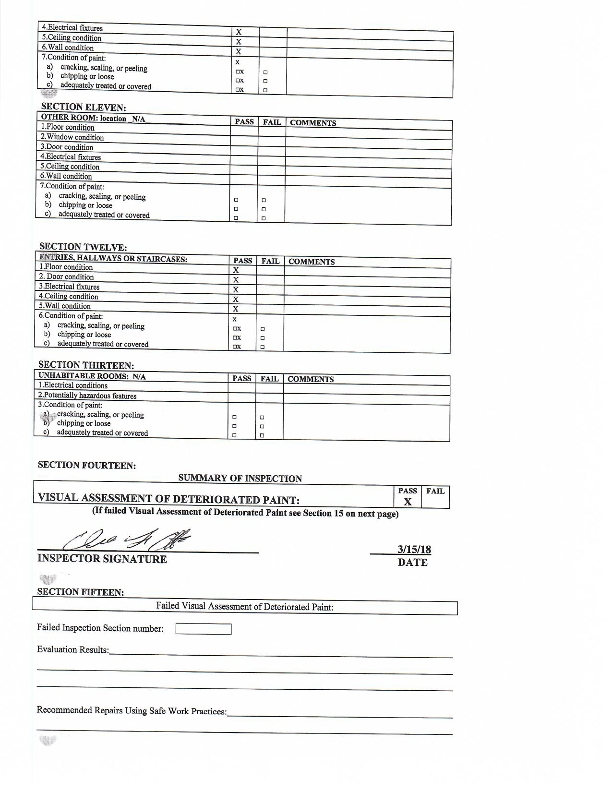 4.Electrical fixtures X
5.Ceiling condition X
6.Wall condition X
7.Condition of paint: X
a) cracking, scaling, or peeling □X □
b) chipping or loose □X □
c) adequately treated or covered □X □
SECTION ELEVEN:
OTHER ROOM: location N/A PASS FAIL COMMENTS
1.Floor condition
2.Window condition
3.Door condition
4.Electrical fixtures
5.Ceiling condition
6.Wall condition
7.Condition of paint:
a) cracking, scaling, or peeling □ □
b) chipping or loose □ □
c) adequately treated or covered □ □
SECTION TWELVE:
ENTRIES, HALLWAYS OR STAIRCASES: PASS FAIL COMMENTS
1.Floor condition X
2. Door condition X
3.Electrical fixtures X
4.Ceiling condition X
5.Wall condition X
6.Condition of paint: X
a) cracking, scaling, or peeling □X □
b) chipping or loose □X □
c) adequately treated or covered □X □
SECTION THIRTEEN:
UNHABITABLE ROOMS: N/A PASS FAIL COMMENTS
1.Electrical conditions
2.Potentially hazardous features
3.Condition of paint:
a) cracking, scaling, or peeling □ □
b) chipping or loose □ □
c) adequately treated or covered □ □
SECTION FOURTEEN:
SUMMARY OF INSPECTION
PASS FAIL
VISUAL ASSESSMENT OF DETERIORATED PAINT: X
(If failed Visual Assessment of Deteriorated Paint see Section 15 on next page)
3/15/18
INSPECTOR SIGNATURE DATE
SECTION FIFTEEN:
Failed Visual Assessment of Deteriorated Paint:
Failed Inspection Section number:
Evaluation Results:
Recommended Repairs Using Safe Work Practices: